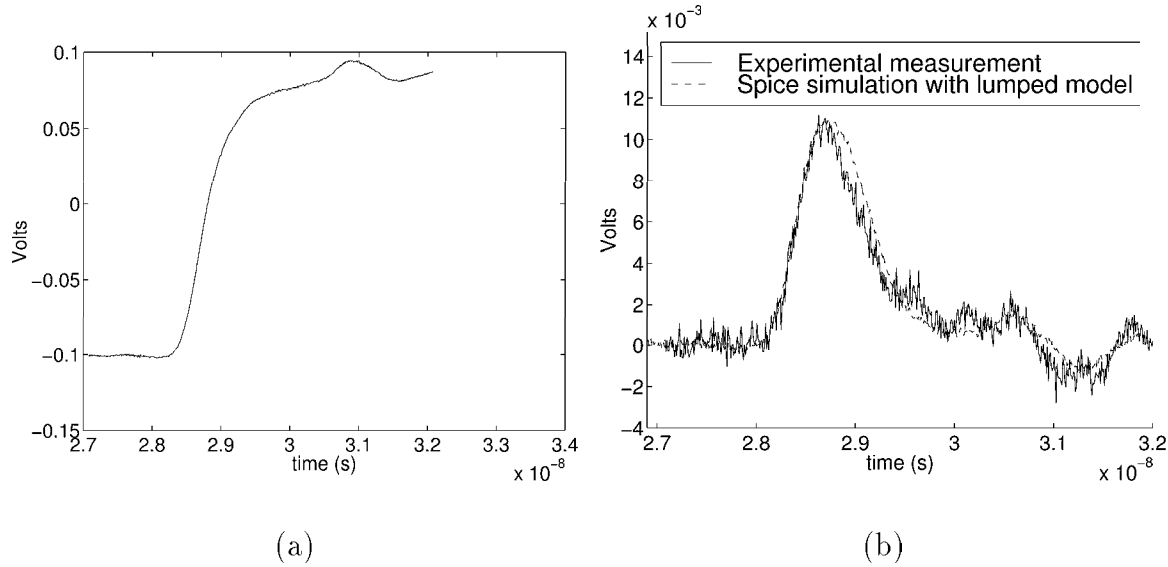 0.1
0.05
0
−0.05
−0.1
−0.15
Volts
2.7 2.8 2.9 3 3.1 3.2 3.3 3.4
time (s)
x 10−8
(a)
x 10−3
14
12
10
8
6
4
2
0
−2
−4
Volts
Experimental measurement
Spice simulation with lumped model
2.7 2.8 2.9 3 3.1 3.2
time (s)
x 10−8
(b)